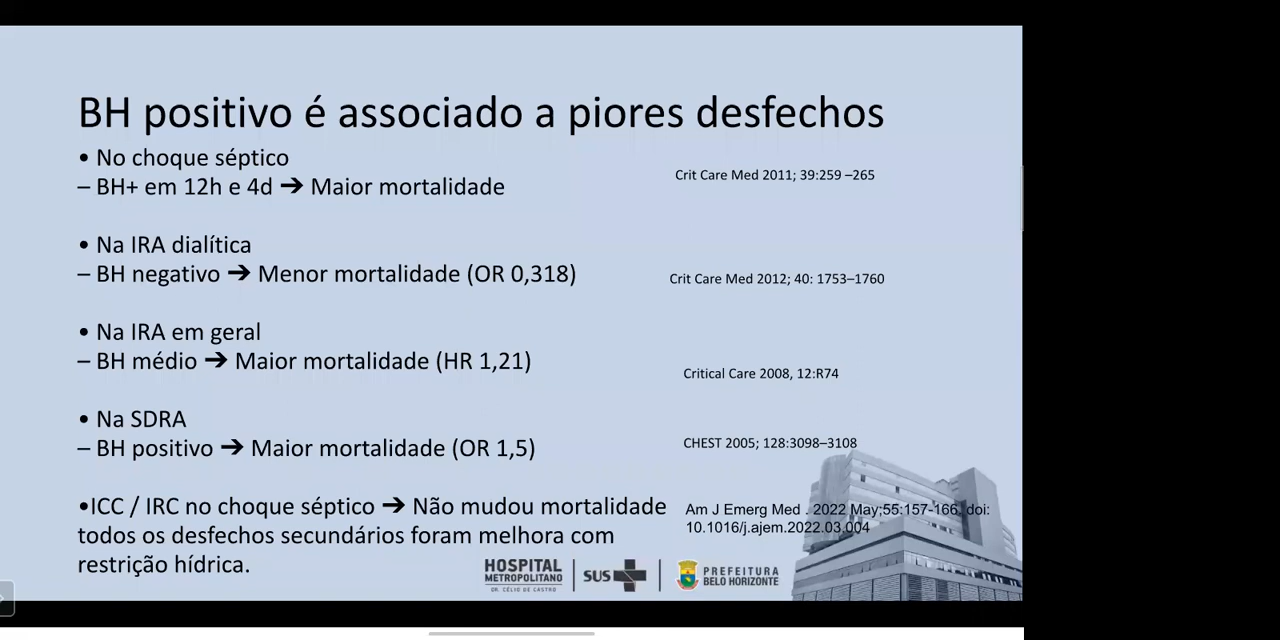 BH positivo é associado a piores desfechos
• No choque séptico
– BH+ em 12h e 4d ➔ Maior mortalidade
Crit Care Med 2011; 39:259 –265
• Na IRA dialítica
– BH negativo ➔ Menor mortalidade (OR 0,318)
Crit Care Med 2012; 40: 1753–1760
• Na IRA em geral
– BH médio ➔ Maior mortalidade (HR 1,21)
Critical Care 2008, 12:R74
• Na SDRA
– BH positivo ➔ Maior mortalidade (OR 1,5)
CHEST 2005; 128:3098–3108
•ICC / IRC no choque séptico ➔ Não mudou mortalidade
todos os desfechos secundários foram melhora com
restrição hídrica.
Am J Emerg Med . 2022 May;55:157-166. doi:
10.1016/j.ajem.2022.03.004
HOSPITAL
METROPOLITANO
DR. CÉLIO DE CASTRO
SUS
PREFEITURA
BELO HORIZONTE